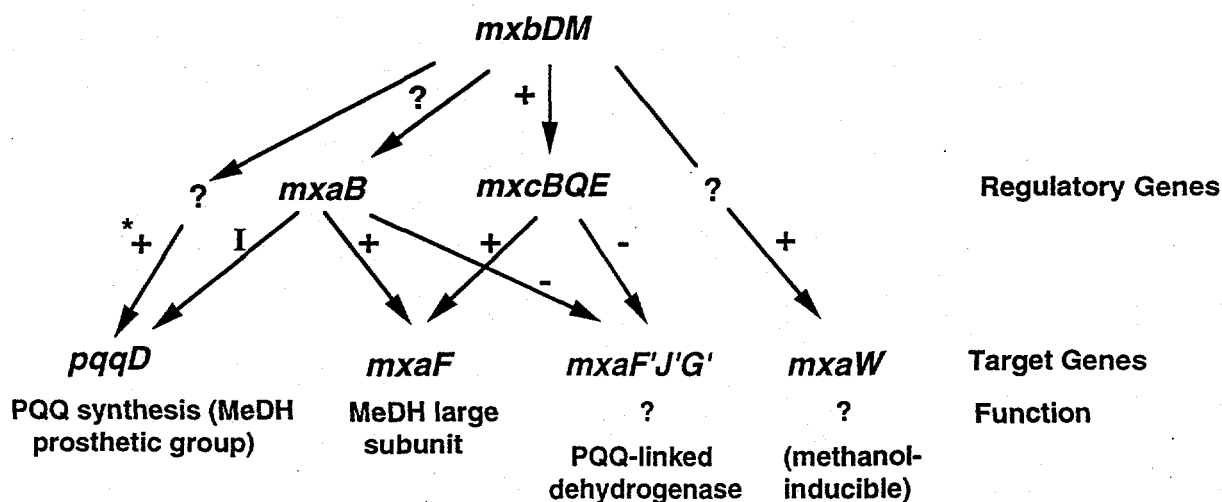 mxbDM
? +
? mxaB mxcBQE ? Regulatory Genes
*+ I + + - +
-
pqqD mxaF mxaF'J'G' mxaW Target Genes
PQQ synthesis (MeDH prosthetic group) MeDH large subunit ? ? Function
PQQ-linked dehydrogenase (methanol-inducible)